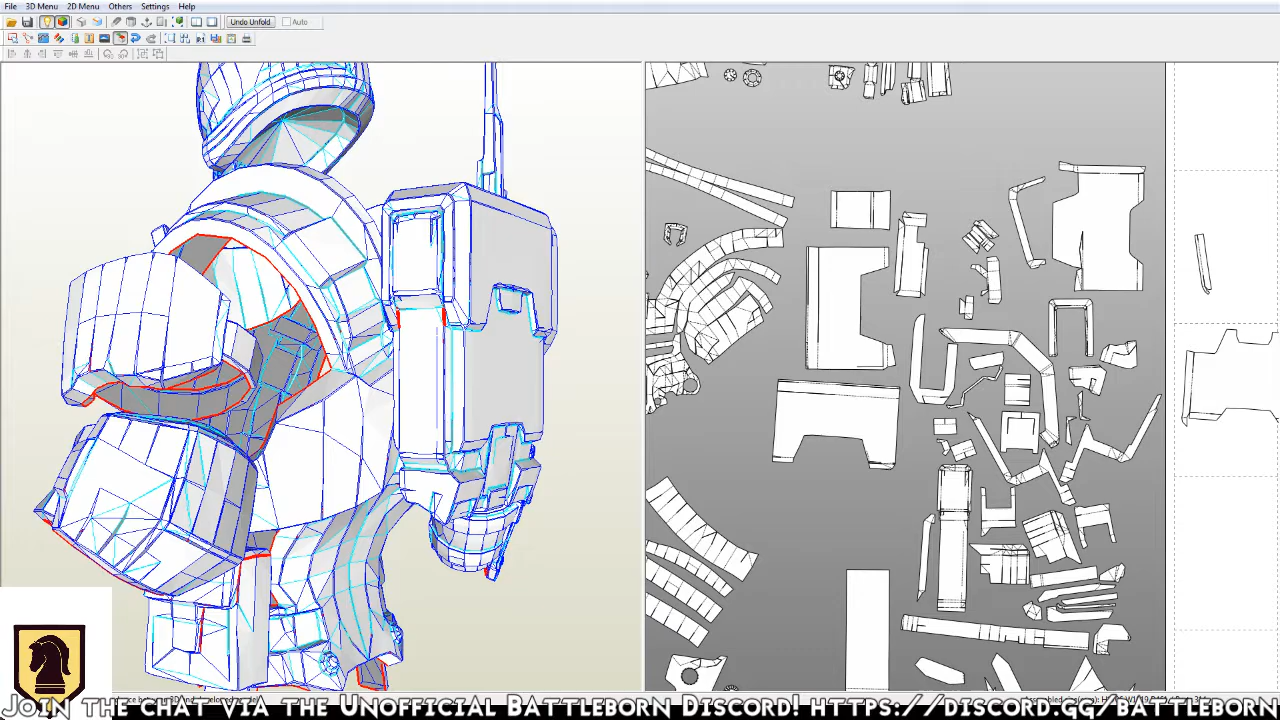 File 3D Menu 2D Menu Others Settings Help
Undo Unfold Auto
Join the chat via the Unofficial Battleborn Discord! https://discord.gg/battleborn